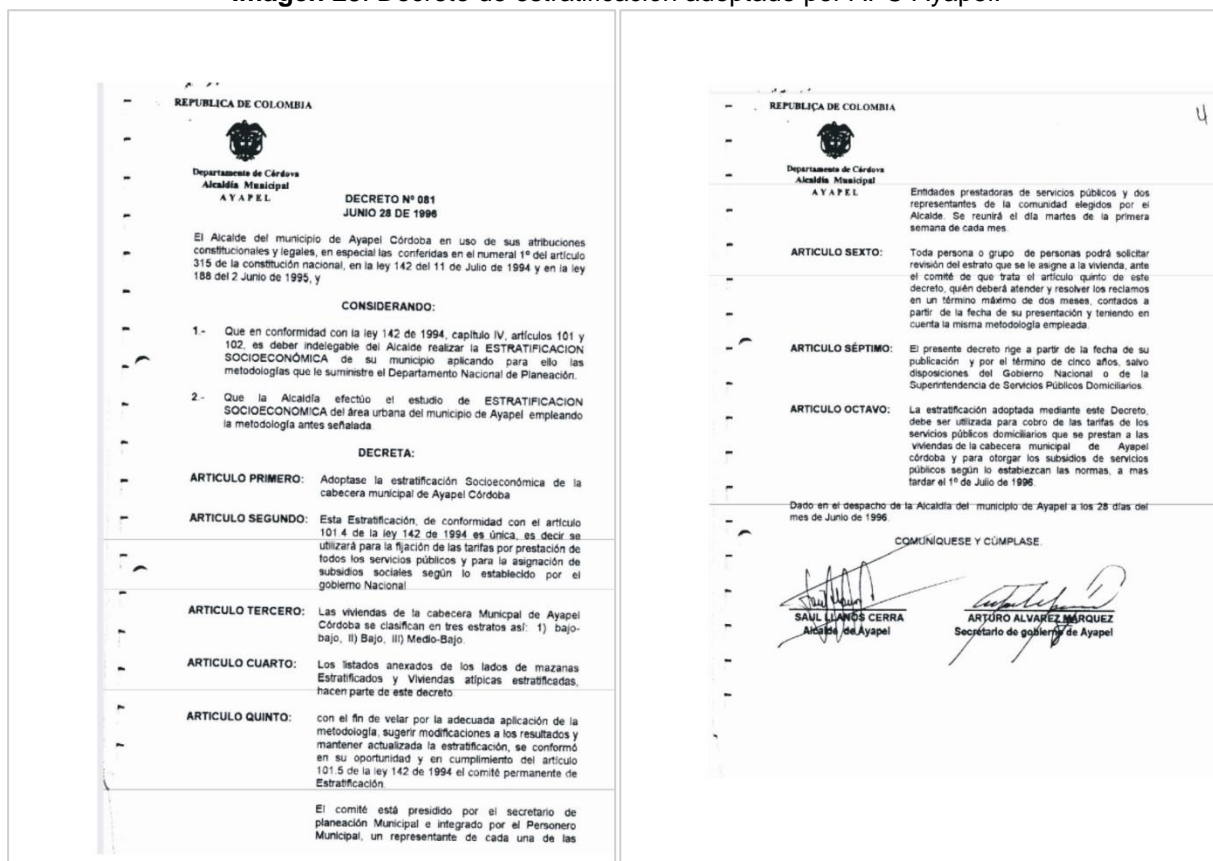 REPUBLICA DE COLOMBIA
Departamento de Córdova
Alcaldía Municipal
AYAPEL
DECRETO Nº 081
JUNIO 28 DE 1996
El Alcalde del municipio de Ayapel Córdoba en uso de sus atribuciones
constitucionales y legales, en especial las conferidas en el numeral 1º del artículo
315 de la constitución nacional, en la ley 142 del 11 de Julio de 1994 y en la ley
188 del 2 Junio de 1995, y
CONSIDERANDO:
1.- Que en conformidad con la ley 142 de 1994, capítulo IV, artículos 101 y
102, es deber indelegable del Alcalde realizar la ESTRATIFICACION
SOCIOECONÓMICA de su municipio aplicando para ello las
metodologías que le suministre el Departamento Nacional de Planeación.
2.- Que la Alcaldía efectúo el estudio de ESTRATIFICACION
SOCIOECONOMICA del área urbana del municipio de Ayapel empleando
la metodología antes señalada
DECRETA:
ARTICULO PRIMERO: Adoptase la estratificación Socioeconómica de la
cabecera municipal de Ayapel Córdoba
ARTICULO SEGUNDO: Esta Estratificación, de conformidad con el artículo
101.4 de la ley 142 de 1994 es única, es decir se
utilizará para la fijación de las tarifas por prestación de
todos los servicios públicos y para la asignación de
subsidios sociales según lo establecido por el
gobierno Nacional
ARTICULO TERCERO: Las viviendas de la cabecera Municpal de Ayapel
Córdoba se clasifican en tres estratos así: 1) bajo-
bajo, II) Bajo, III) Medio-Bajo.
ARTICULO CUARTO: Los listados anexados de los lados de mazanas
Estratificados y Viviendas atípicas estratificadas,
hacen parte de este decreto
ARTICULO QUINTO: con el fin de velar por la adecuada aplicación de la
metodología, sugerir modificaciones a los resultados y
mantener actualizada la estratificación, se conformó
en su oportunidad y en cumplimiento del artículo
101.5 de la ley 142 de 1994 el comité permanente de
Estratificación.
El comité está presidido por el secretario de
planeación Municipal e integrado por el Personero
Municipal, un representante de cada una de las
REPUBLICA DE COLOMBIA
4
Departamento de Córdova
Alcaldía Municipal
AYAPEL
Entidades prestadoras de servicios públicos y dos
representantes de la comunidad elegidos por el
Alcalde. Se reunirá el día martes de la primera
semana de cada mes.
ARTICULO SEXTO: Toda persona o grupo de personas podrá solicitar
revisión del estrato que se le asigne a la vivienda, ante
el comité de que trata el artículo quinto de este
decreto, quién deberá atender y resolver los reclamos
en un término máximo de dos meses, contados a
partir de la fecha de su presentación y teniendo en
cuenta la misma metodología empleada.
ARTICULO SÉPTIMO: El presente decreto rige a partir de la fecha de su
publicación y por el término de cinco años, salvo
disposiciones del Gobierno Nacional o de la
Superintendencia de Servicios Públicos Domiciliarios.
ARTICULO OCTAVO: La estratificación adoptada mediante este Decreto,
debe ser utilizada para cobro de las tarifas de los
servicios públicos domiciliarios que se prestan a las
viviendas de la cabecera municipal de Ayapel
córdoba y para otorgar los subsidios de servicios
públicos según lo establezcan las normas, a mas
tardar el 1º de Julio de 1996.
Dado en el despacho de la Alcaldía del municipio de Ayapel a los 28 días del
mes de Junio de 1996.
COMUNÍQUESE Y CÚMPLASE.
SAUL LLANOS CERRA
Alcalde de Ayapel
ARTURO ALVAREZ MARQUEZ
Secretario de gobierno de Ayapel